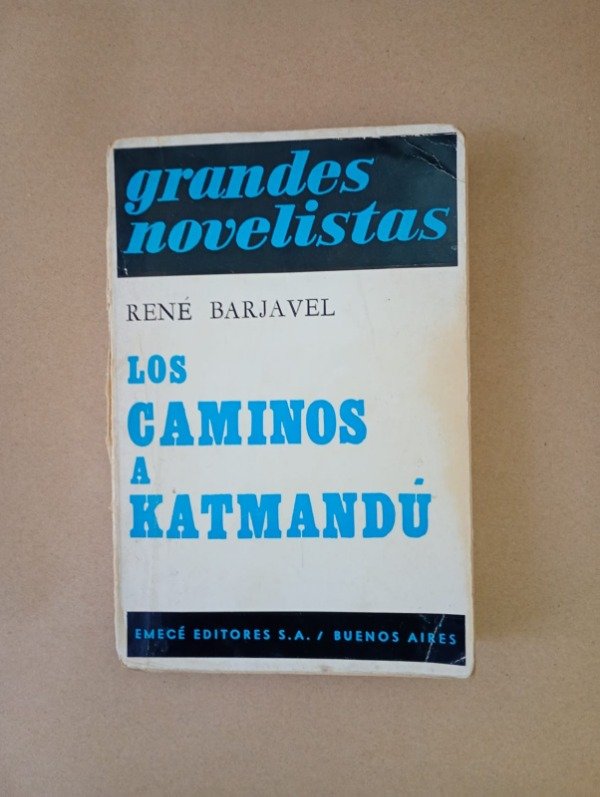 grandes
novelistas
RENÉ BARJAVEL
LOS
CAMINOS
A
KATMANDÚ
EMECÉ EDITORES S.A. / BUENOS AIRES